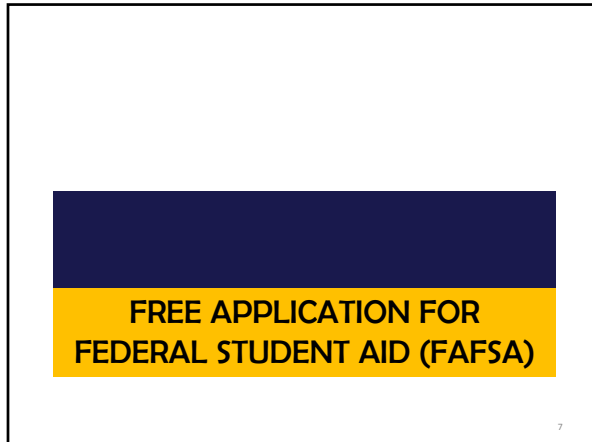 FREE APPLICATION FOR
FEDERAL STUDENT AID (FAFSA)
7